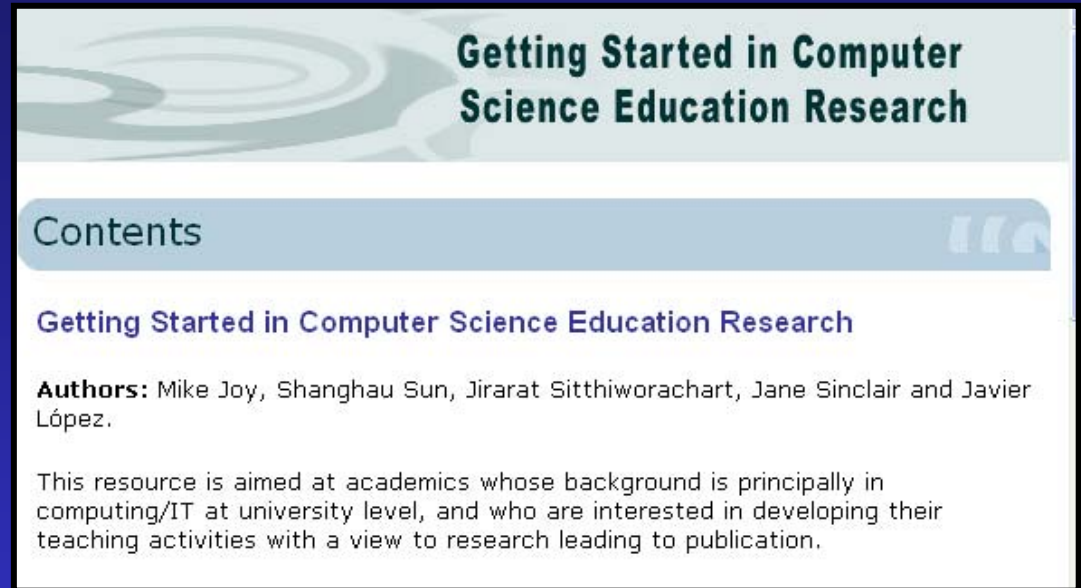 Getting Started in Computer
Science Education Research
Contents
Getting Started in Computer Science Education Research
Authors: Mike Joy, Shanghau Sun, Jirarat Sitthiworachart, Jane Sinclair and Javier
López.
This resource is aimed at academics whose background is principally in
computing/IT at university level, and who are interested in developing their
teaching activities with a view to research leading to publication.